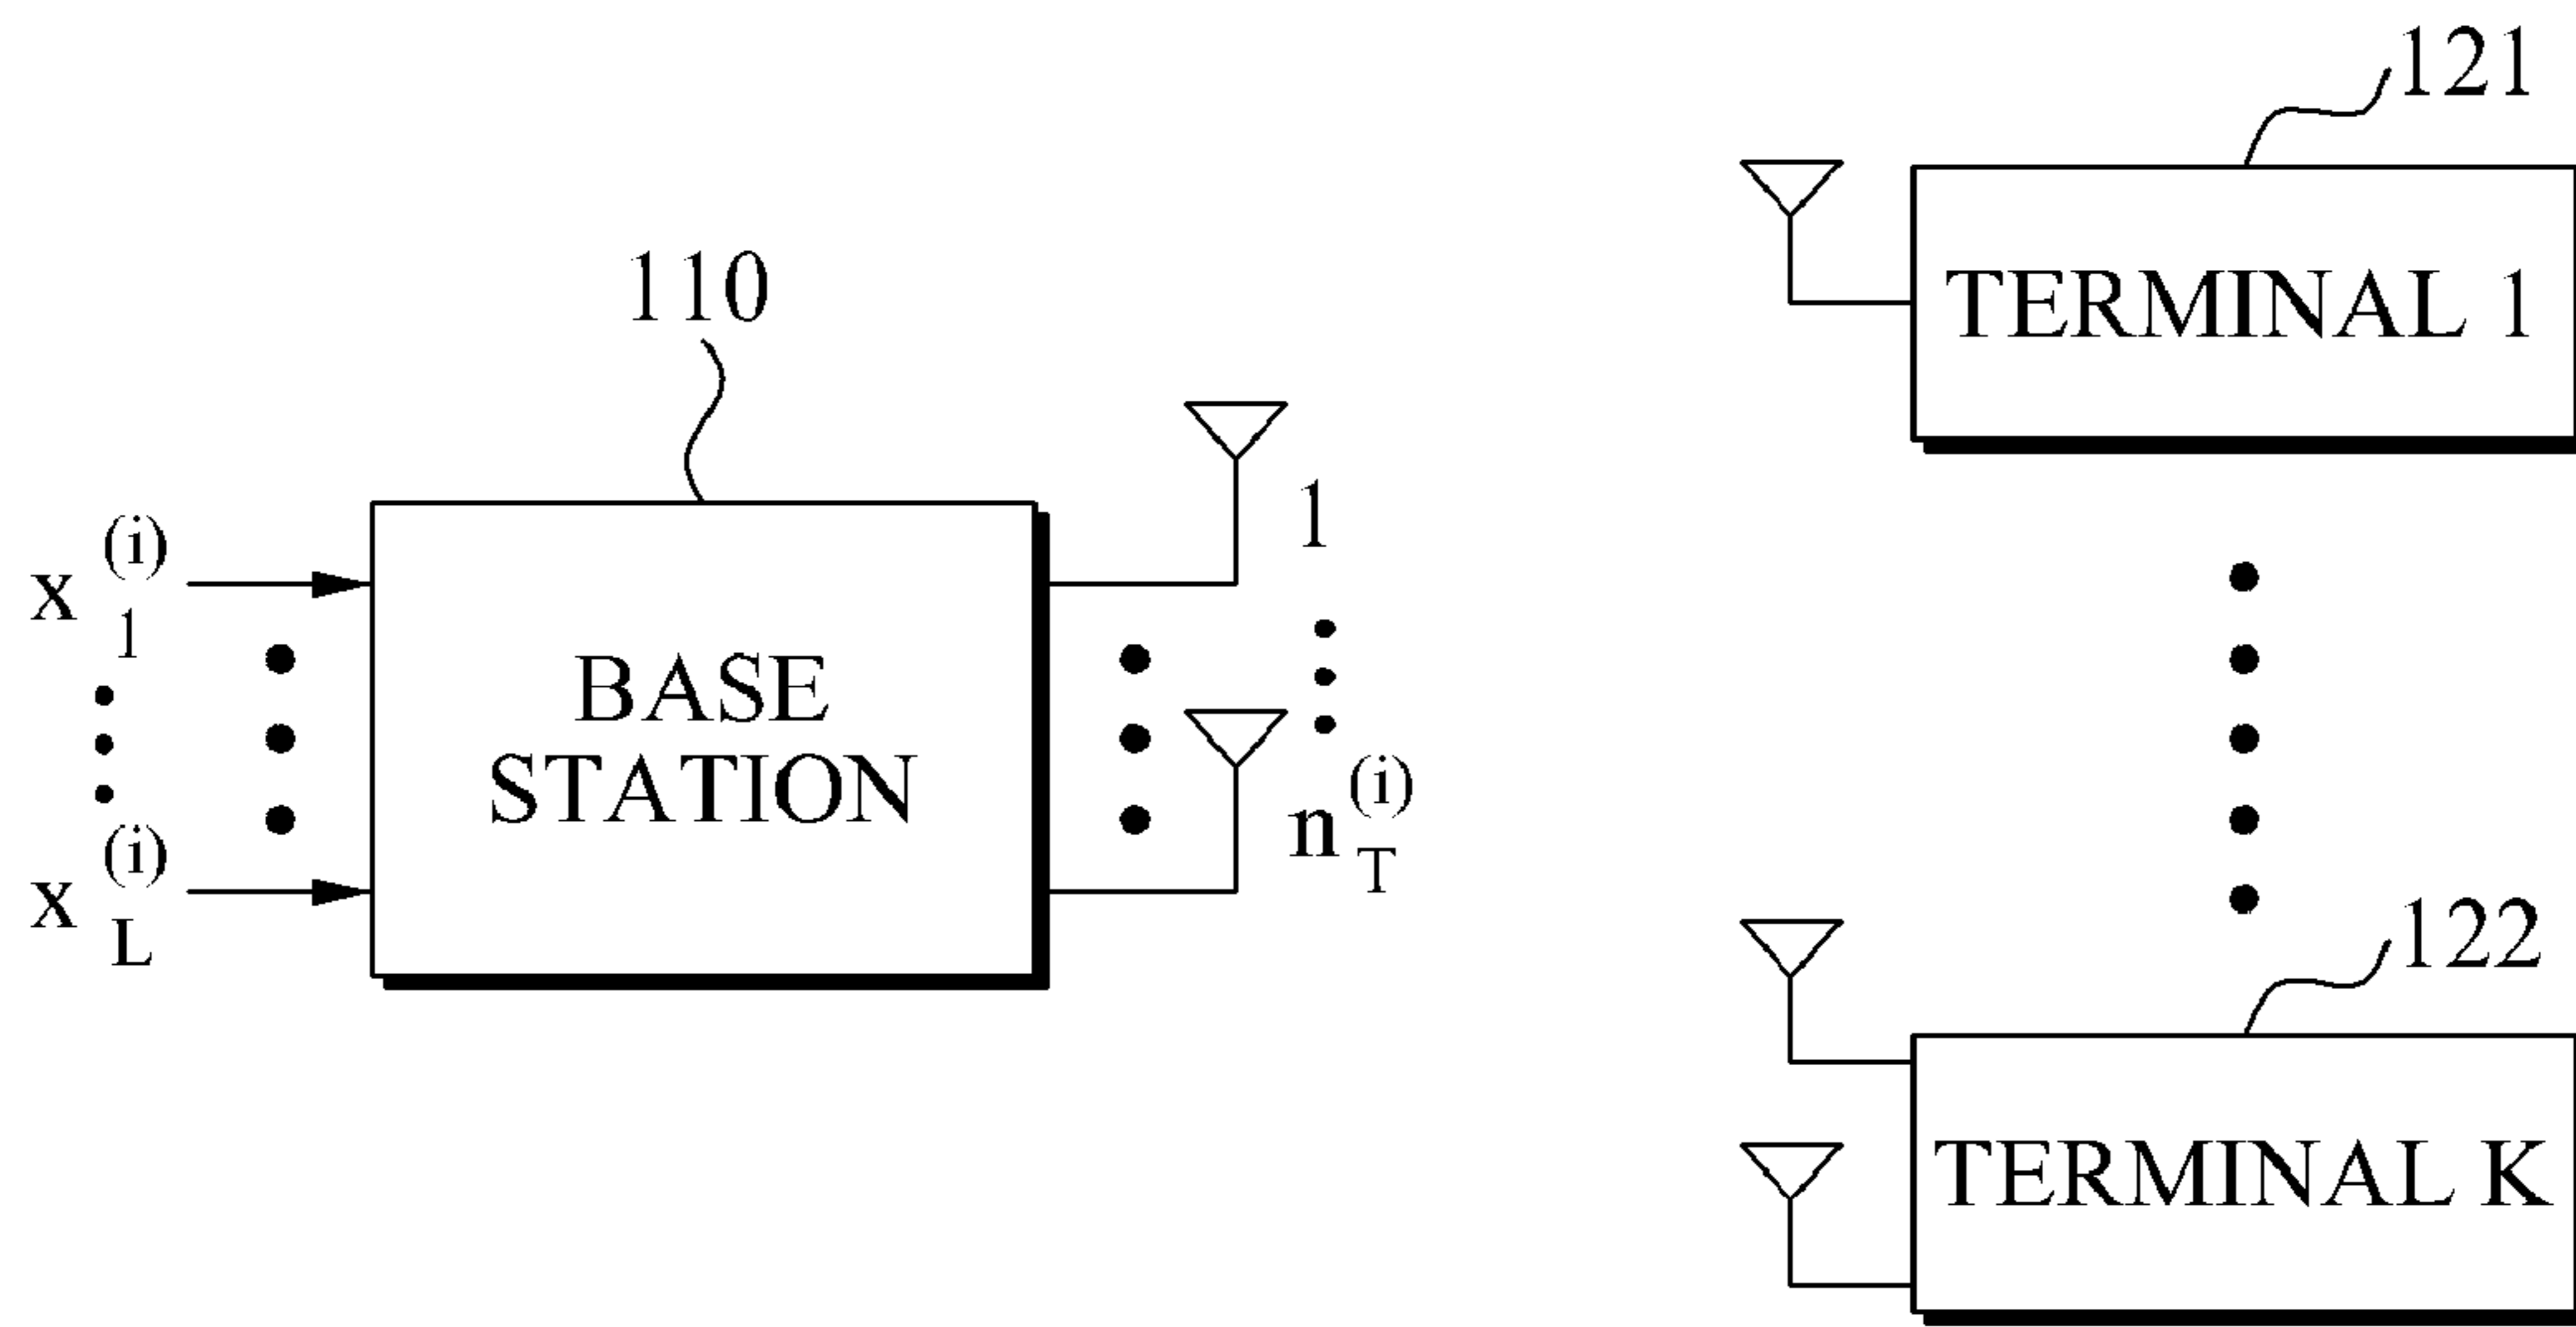 121
TERMINAL 1
110
1
x 1 (i)
BASE
STATION
x L (i)
n T (i)
122
TERMINAL K